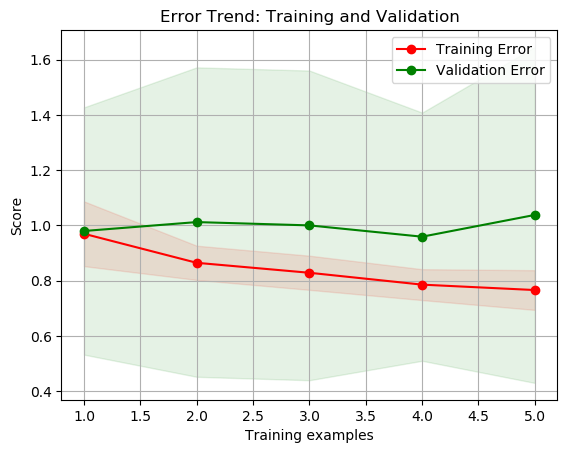 Error Trend: Training and Validation
Training Error
Validation Error
Score
1.6
1.4
1.2
1.0
0.8
0.6
0.4
1.0 1.5 2.0 2.5 3.0 3.5 4.0 4.5 5.0
Training examples